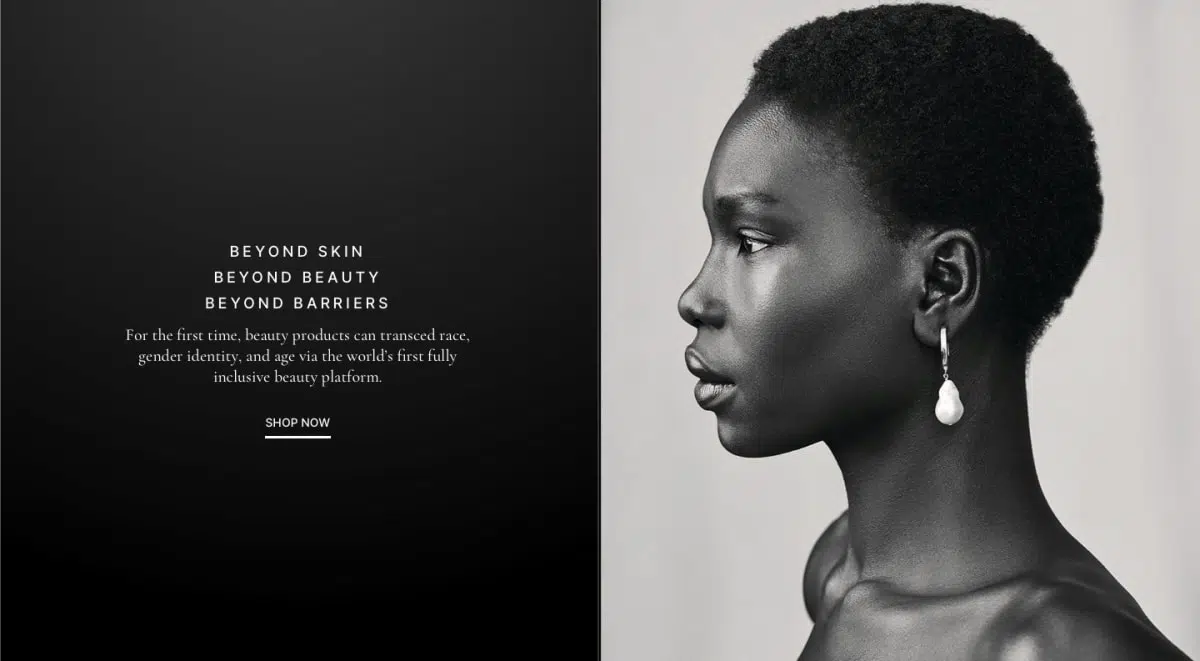 BEYOND SKIN
BEYOND BEAUTY
BEYOND BARRIERS
For the first time, beauty products can transced race,
gender identity, and age via the world's first fully
inclusive beauty platform.
SHOP NOW